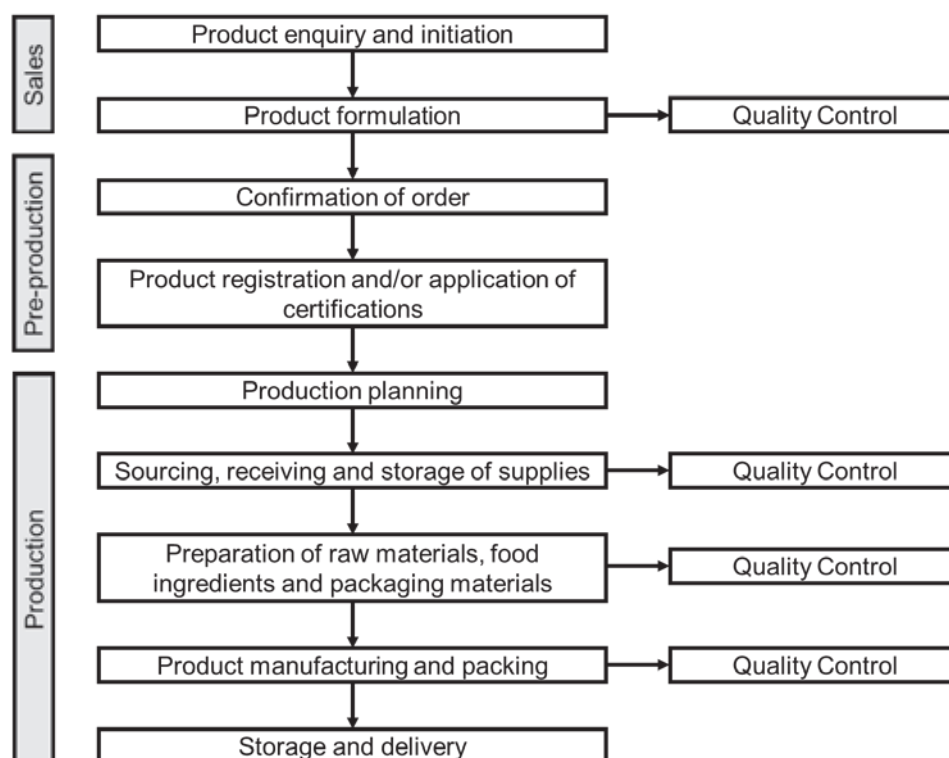 Sales
Product enquiry and initiation
Product formulation
Quality Control
Pre-production
Confirmation of order
Product registration and/or application of
certifications
Production
Production planning
Sourcing, receiving and storage of supplies
Quality Control
Preparation of raw materials, food
ingredients and packaging materials
Quality Control
Product manufacturing and packing
Quality Control
Storage and delivery